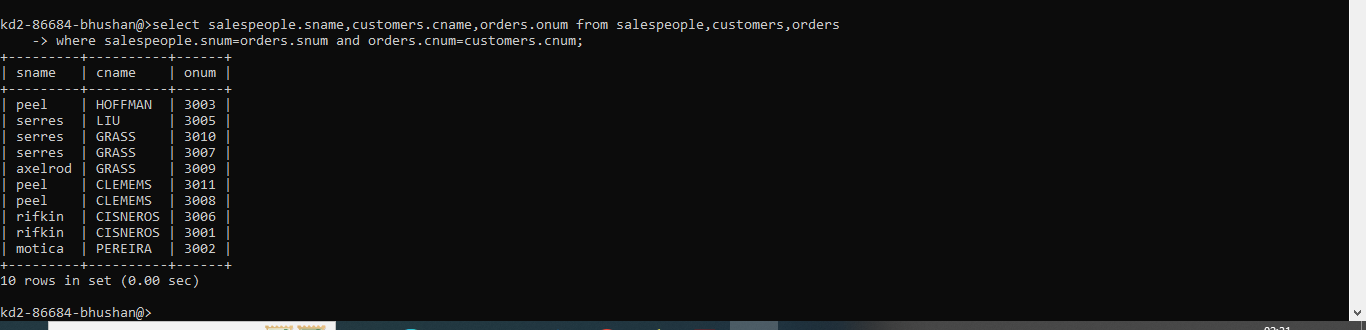 kd2-86684-bhushan@>select salespeople.sname,customers.cname,orders.onum from salespeople,customers,orders
    -> where salespeople.snum=orders.snum and orders.cnum=customers.cnum;
+---------+----------+------+
| sname   | cname    | onum |
+---------+----------+------+
| peel    | HOFFMAN  | 3003 |
| serres  | LIU      | 3005 |
| serres  | GRASS    | 3010 |
| serres  | GRASS    | 3007 |
| axelrod | GRASS    | 3009 |
| peel    | CLEMEMS  | 3011 |
| peel    | CLEMEMS  | 3008 |
| rifkin  | CISNEROS | 3006 |
| rifkin  | CISNEROS | 3001 |
| motica  | PEREIRA  | 3002 |
+---------+----------+------+
10 rows in set (0.00 sec)
kd2-86684-bhushan@>